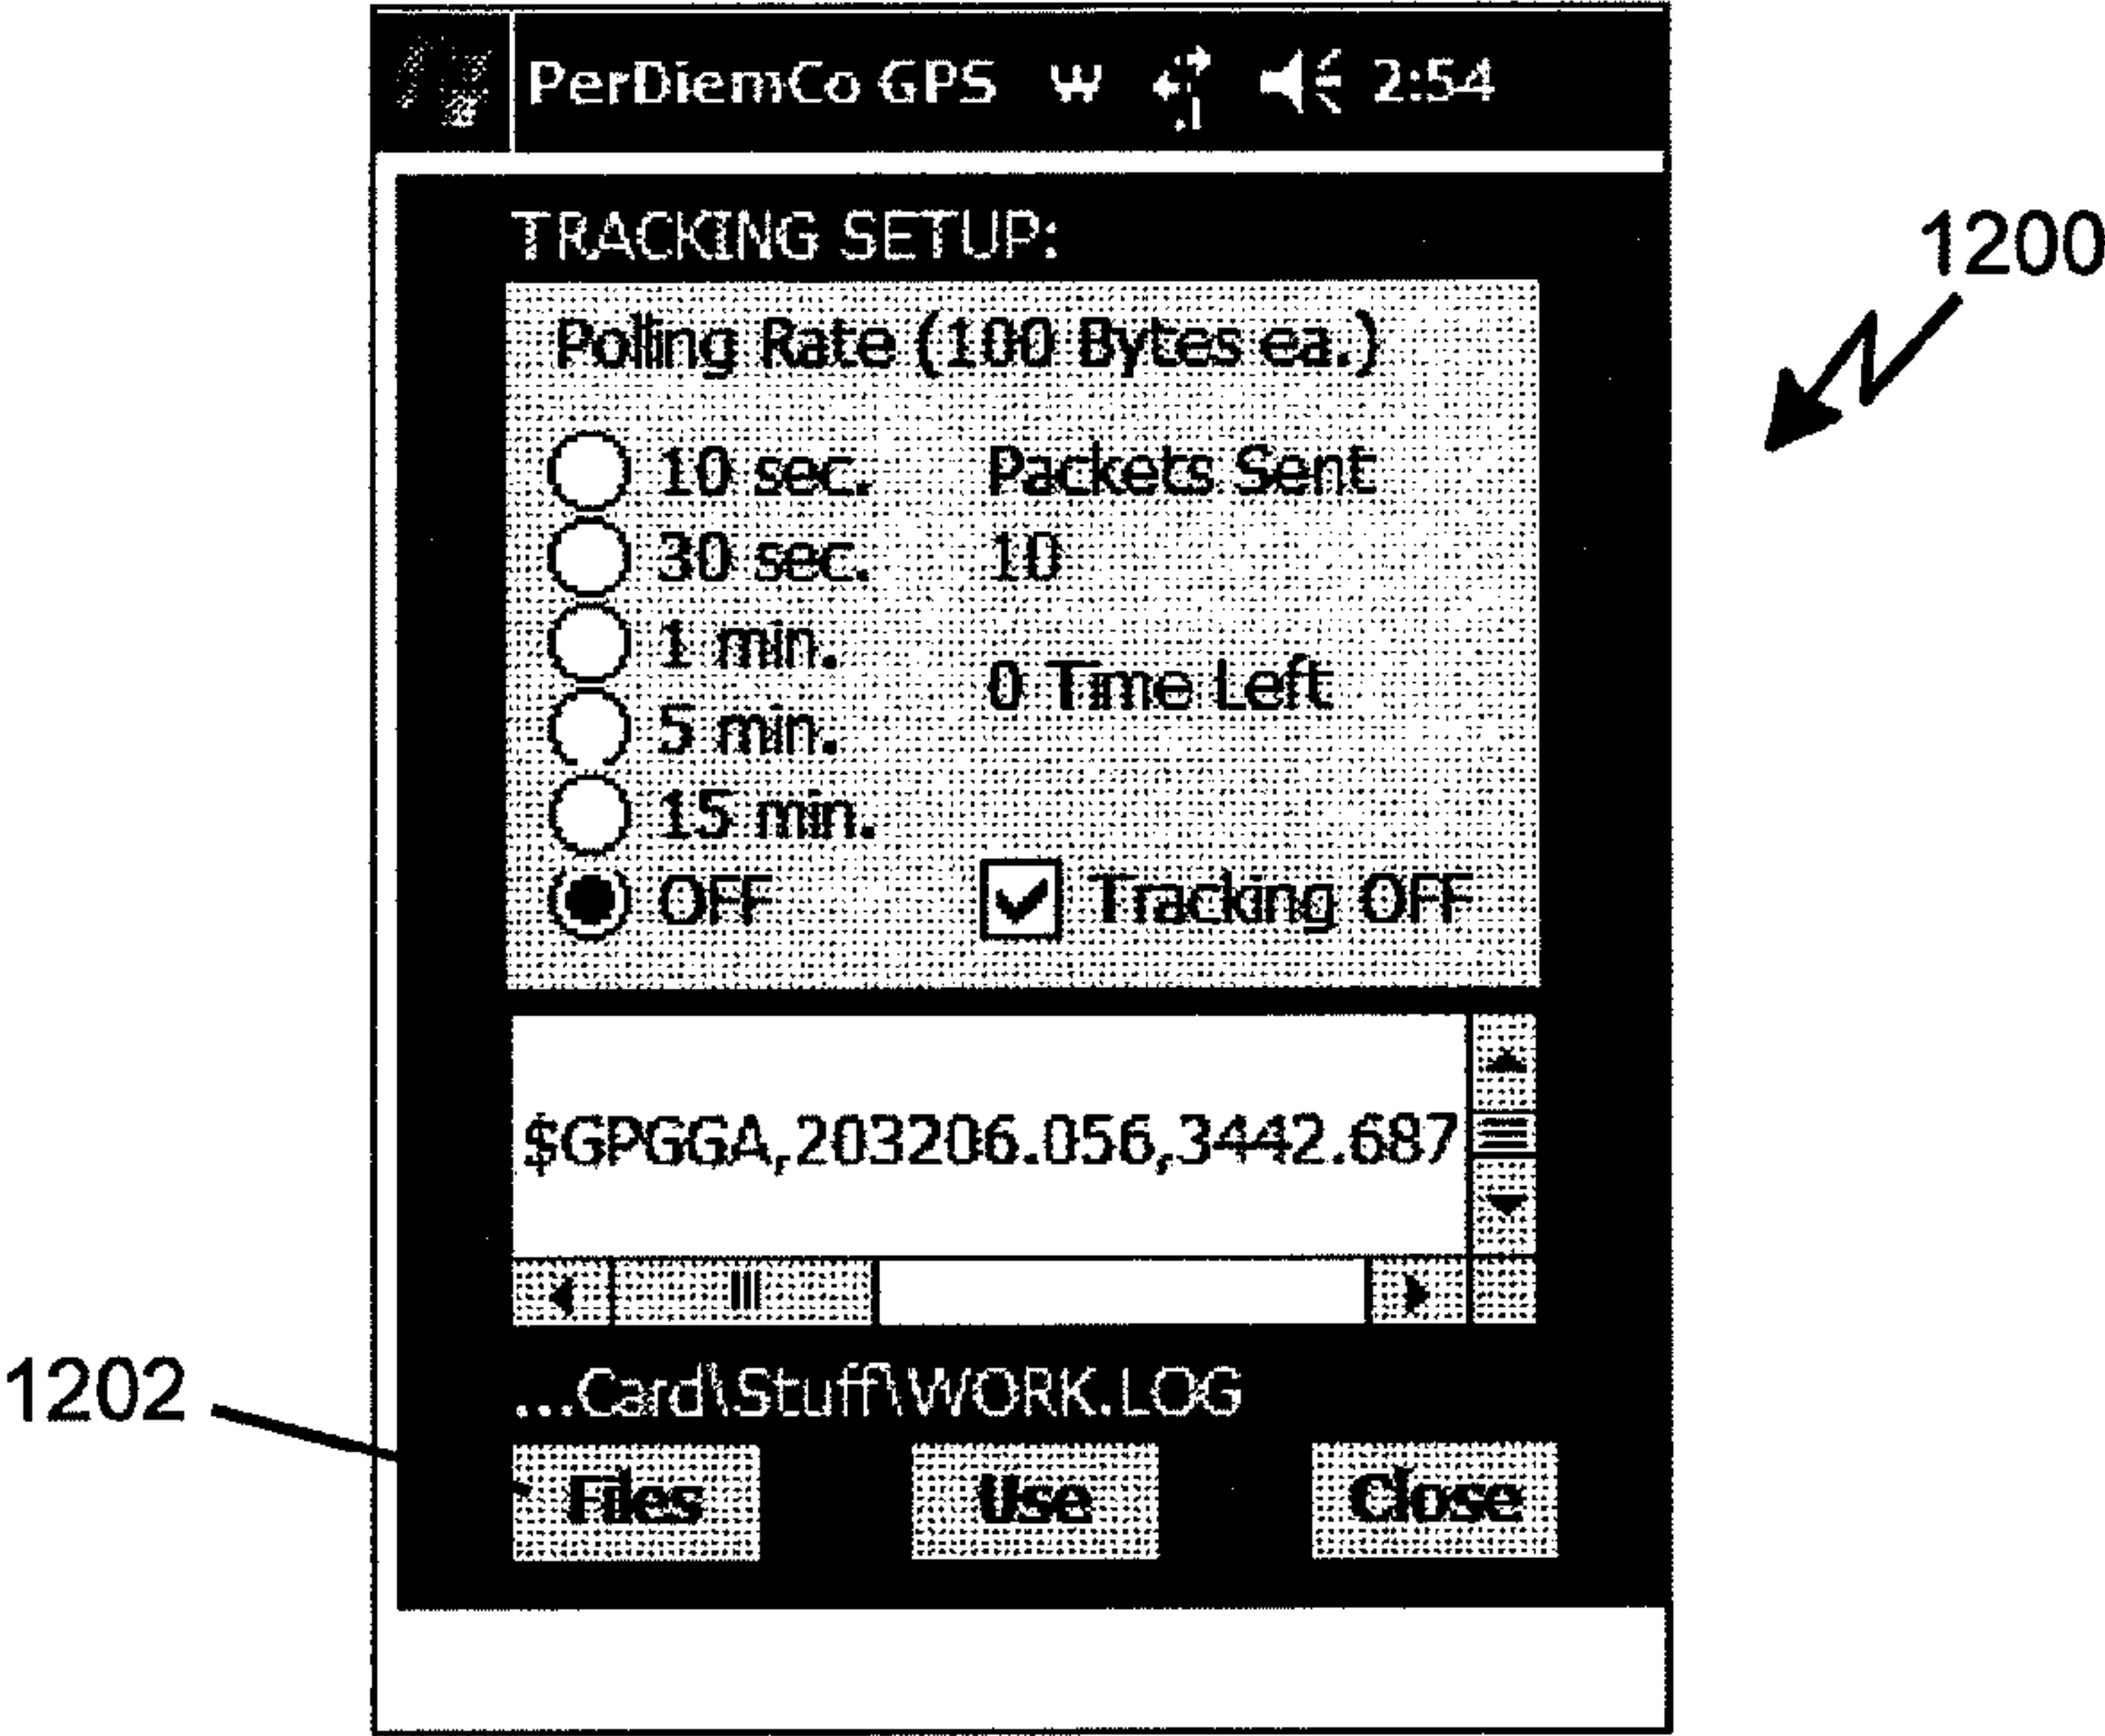 PerDiemCo GPS 2:54
TRACKING SETUP:
1200
Polling Rate (100 Bytes ea.)
10 sec. Packets Sent
30 sec. 10
1 min.
0 Time Left
5 min.
15 min.
OFF Tracking OFF
$GPGGA,203206.056,3442.687
...Card\Stuff\WORK.LOG
1202
Files Use Close